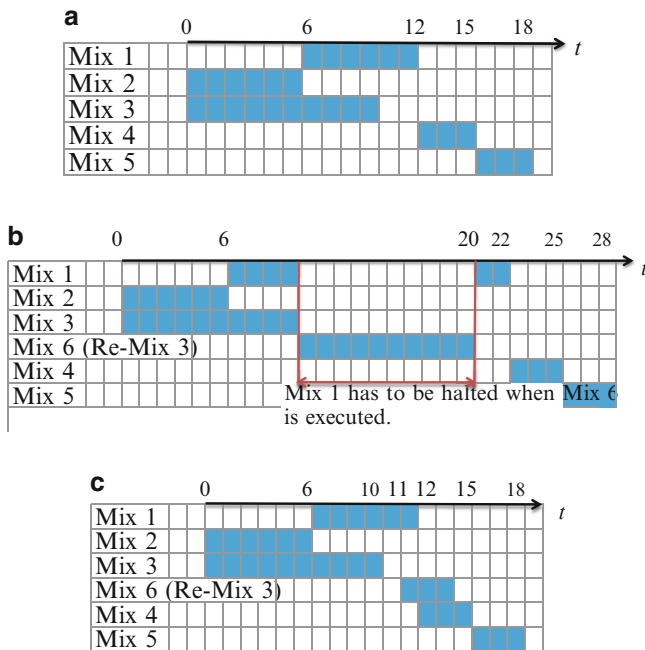 a
0 6 12 15 18
t
Mix 1
Mix 2
Mix 3
Mix 4
Mix 5
b
0 6 20 22 25 28
t
Mix 1
Mix 2
Mix 3
Mix 6 (Re-Mix 3)
Mix 4
Mix 5
Mix 1 has to be halted when Mix 6
is executed.
c
0 6 10 11 12 15 18
t
Mix 1
Mix 2
Mix 3
Mix 6 (Re-Mix 3)
Mix 4
Mix 5